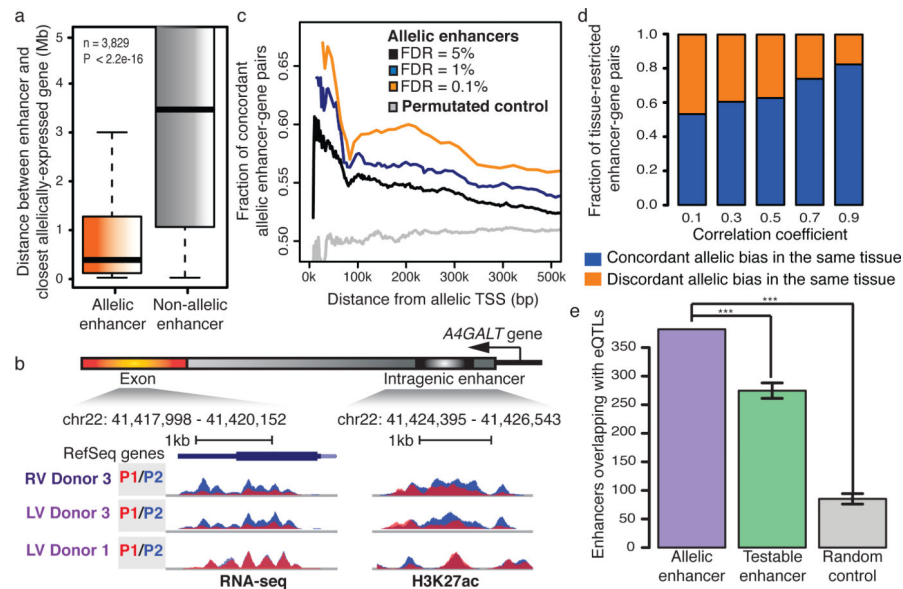 a
Distance between enhancer and
closest allelically-expressed gene (Mb)
5
4
3
2
1
0
n = 3,829
P < 2.2e-16
Allelic
enhancer
Non-allelic
enhancer
c
Fraction of concordant
allelic enhancer-gene pairs
0.65
0.60
0.55
0.50
Allelic enhancers
FDR = 5%
FDR = 1%
FDR = 0.1%
Permutated control
0k
100k
200k
300k
400k
500k
Distance from allelic TSS (bp)
d
Fraction of tissue-restricted
enhancer-gene pairs
1.0
0.8
0.6
0.4
0.2
0.0
0.1
0.3
0.5
0.7
0.9
Correlation coefficient
Concordant allelic bias in the same tissue
Discordant allelic bias in the same tissue
b
A4GALT gene
Exon
Intragenic enhancer
chr22: 41,417,998 - 41,420,152
chr22: 41,424,395 - 41,426,543
1kb
1kb
RefSeq genes
RV Donor 3 P1/P2
LV Donor 3 P1/P2
LV Donor 1 P1/P2
RNA-seq
H3K27ac
e
Enhancers overlapping with eQTLs
350
300
250
200
150
100
50
0
***
***
Allelic
enhancer
Testable
enhancer
Random
control